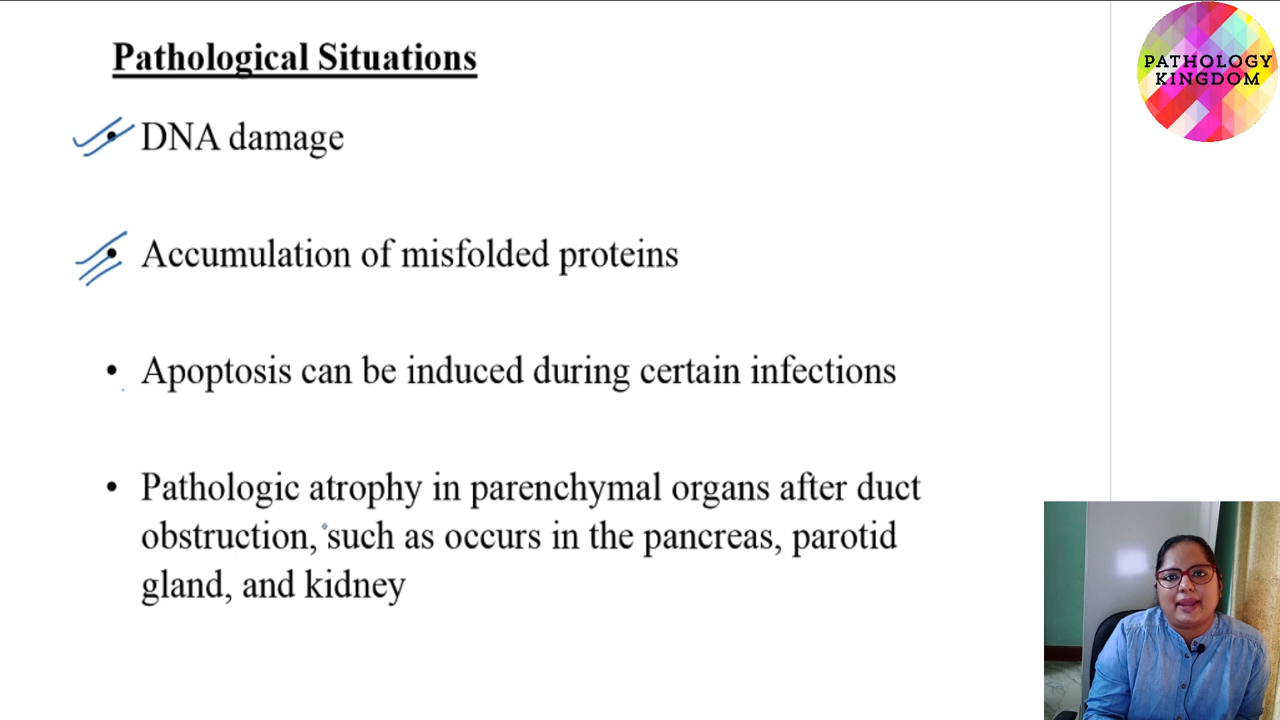 Pathological Situations
PATHOLOGY
KINGDOM
• DNA damage
• Accumulation of misfolded proteins
• Apoptosis can be induced during certain infections
• Pathologic atrophy in parenchymal organs after duct
obstruction, such as occurs in the pancreas, parotid
gland, and kidney